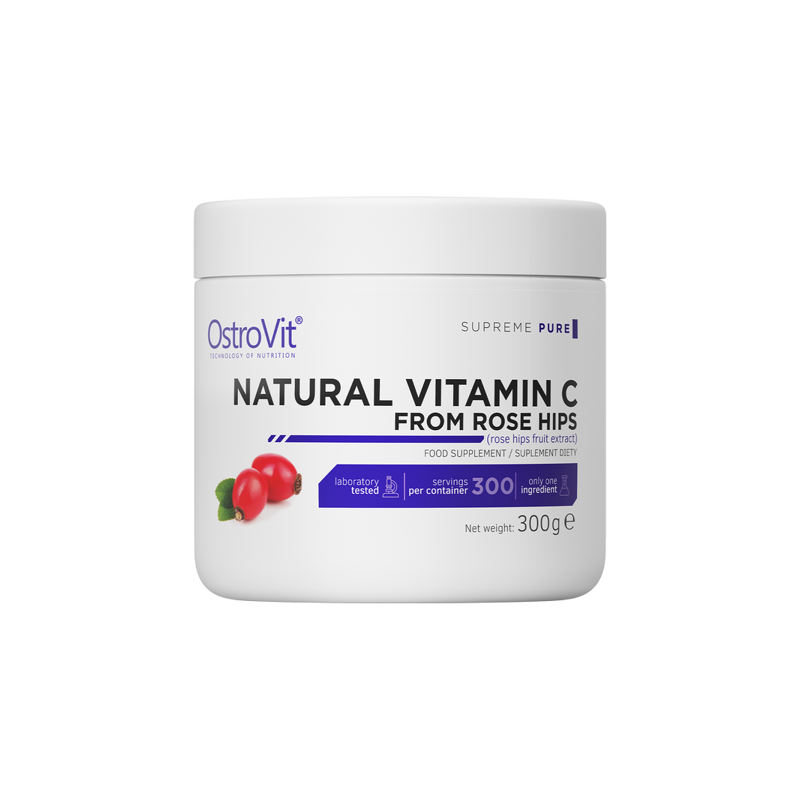 OstroVit®
TECHNOLOGY OF NUTRITION
SUPREME PURE
NATURAL VITAMIN C
FROM ROSE HIPS
(rose hips fruit extract)
FOOD SUPPLEMENT / SUPLEMENT DIETY
laboratory tested
servings per container 300
only one ingredient
Net weight: 300g ℮